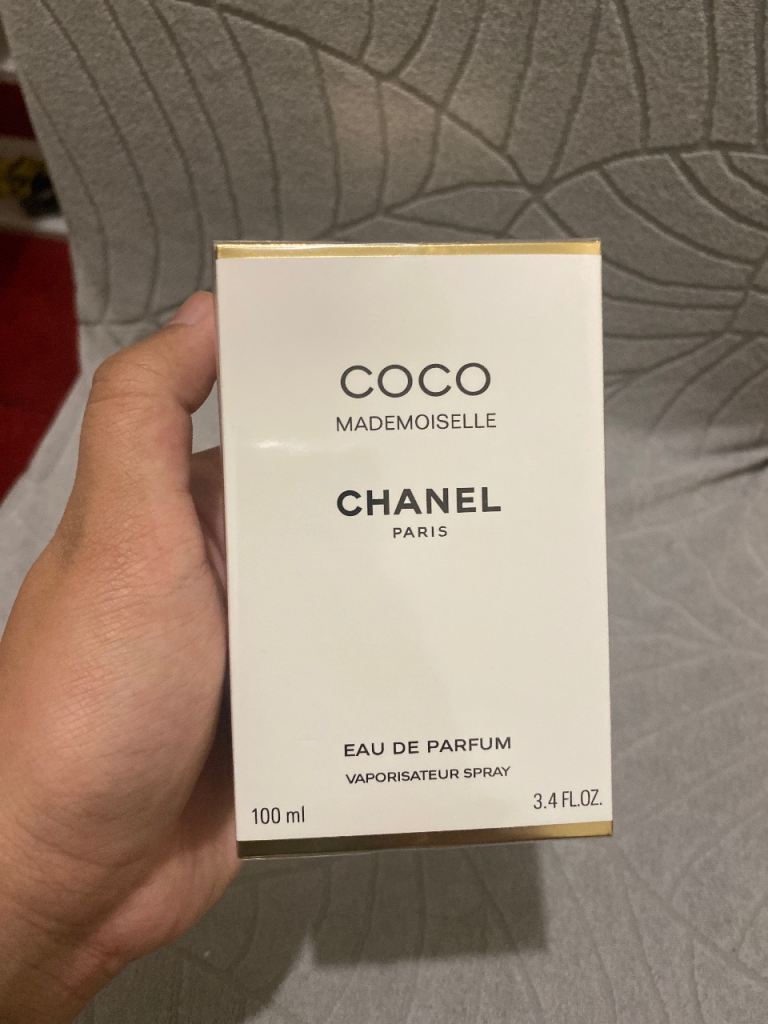 COCO
MADEMOISELLE
CHANEL
PARIS
EAU DE PARFUM
VAPORISATEUR SPRAY
100 ml 3.4 FL.OZ.